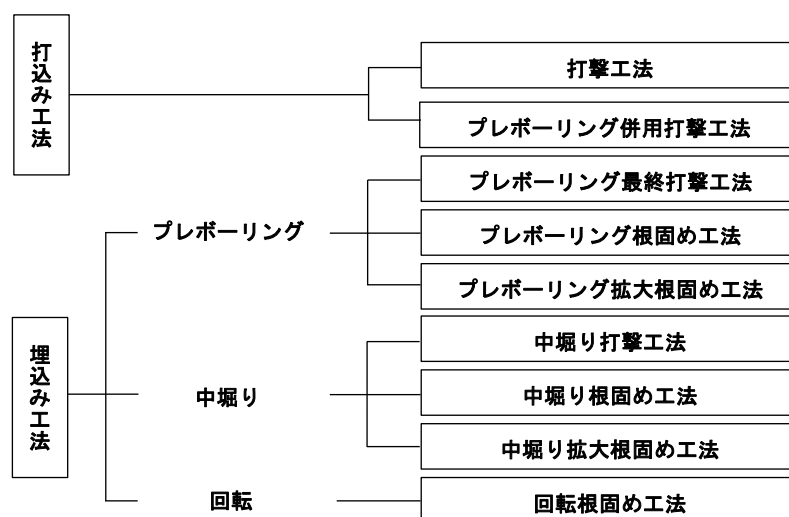 打込み工法
打撃工法
プレボーリング併用打撃工法
プレボーリング最終打撃工法
プレボーリング
プレボーリング根固め工法
プレボーリング拡大根固め工法
埋込み工法
中堀り打撃工法
中堀り
中堀り根固め工法
中堀り拡大根固め工法
回転
回転根固め工法